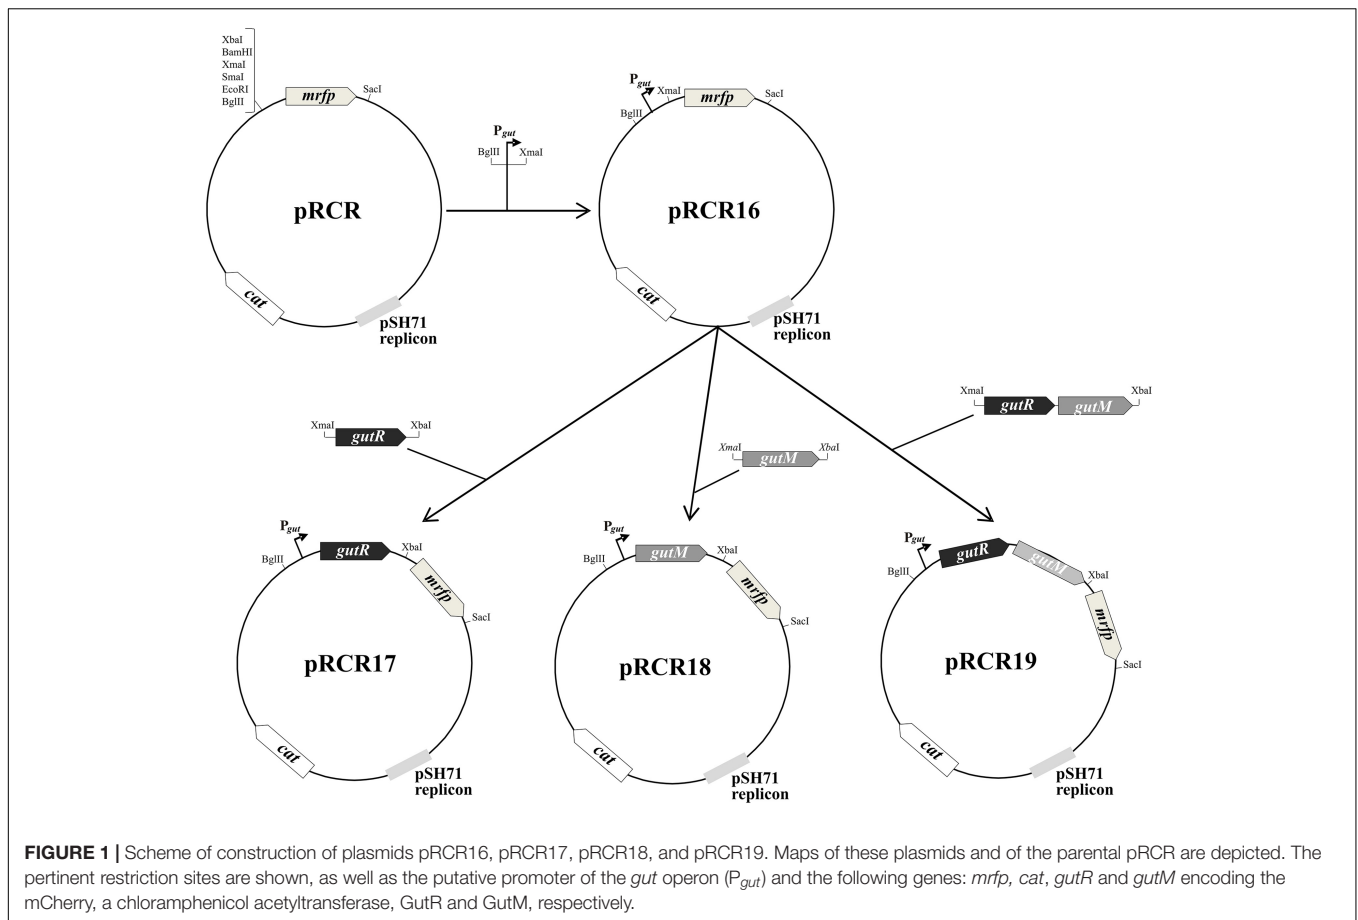 XbaI
BamHI
XmaI
SmaI
EcoRI
BglII
mrfp
SacI
pRCR
cat
pSH71
replicon
Pgut
BglII
XmaI
Pgut
XmaI
BglII
mrfp
SacI
pRCR16
cat
pSH71
replicon
XmaI
gutR
XbaI
XmaI
gutM
XbaI
XmaI
gutR
gutM
XbaI
Pgut
BglII
gutR
XbaI
mrfp
SacI
pRCR17
cat
pSH71
replicon
Pgut
BglII
gutM
XbaI
mrfp
SacI
pRCR18
cat
pSH71
replicon
Pgut
BglII
gutR
gutM
XbaI
mrfp
SacI
pRCR19
cat
pSH71
replicon
FIGURE 1 | Scheme of construction of plasmids pRCR16, pRCR17, pRCR18, and pRCR19. Maps of these plasmids and of the parental pRCR are depicted. The
pertinent restriction sites are shown, as well as the putative promoter of the gut operon (Pgut) and the following genes: mrfp, cat, gutR and gutM encoding the
mCherry, a chloramphenicol acetyltransferase, GutR and GutM, respectively.